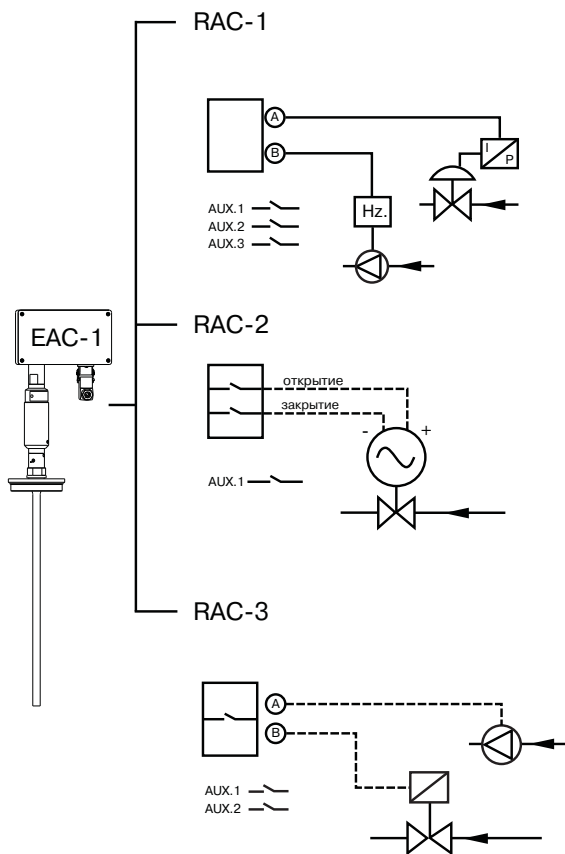 RAC-1
A
I
P
B
Hz.
AUX.1
AUX.2
AUX.3
EAC-1
RAC-2
открытие
закрытие
- +
AUX.1
RAC-3
A
B
AUX.1
AUX.2